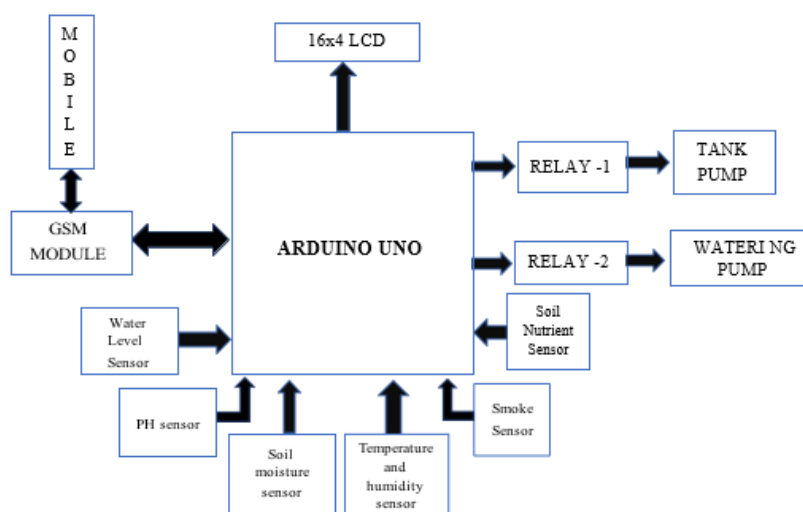 M
O
B
I
L
E
16x4 LCD
RELAY -1
TANK
PUMP
GSM
MODULE
ARDUINO UNO
RELAY -2
WATERI NG
PUMP
Water
Level
Sensor
Soil
Nutrient
Sensor
PH sensor
Soil
moisture
sensor
Temperature
and
humidity
sensor
Smoke
Sensor